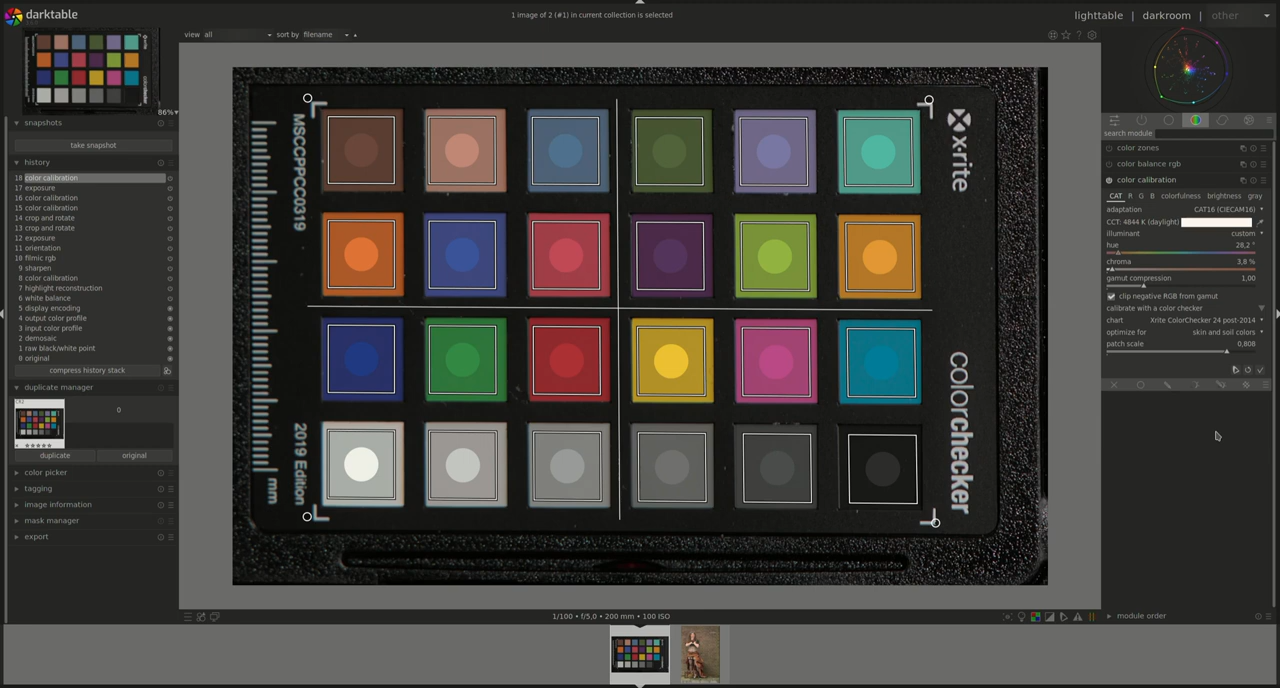 darktable
1 image of 2 (#1) in current collection is selected
lighttable | darkroom | other
view all
sort by filename
86%
snapshots
take snapshot
history
18 color calibration
17 exposure
16 color calibration
15 color calibration
14 crop and rotate
13 crop and rotate
12 exposure
11 orientation
10 filmic rgb
9 sharpen
8 color calibration
7 highlight reconstruction
6 white balance
5 display encoding
4 output color profile
3 input color profile
2 demosaic
1 raw black/white point
0 original
compress history stack
duplicate manager
0
duplicate
original
color picker
tagging
image information
mask manager
export
MSCCPPCC0319
2019 Edition
mm
x-rite
colorchecker
1/100 • f/5,0 • 200 mm • 100 ISO
search module
color zones
color balance rgb
color calibration
CAT R G B colorfulness brightness gray
adaptation CAT16 (CIECAM16)
CCT: 4844 K (daylight)
illuminant custom
hue 28,2 °
chroma 3,8 %
gamut compression 1,00
clip negative RGB from gamut
calibrate with a color checker
chart Xrite ColorChecker 24 post-2014
optimize for skin and soil colors
patch scale 0,808
module order